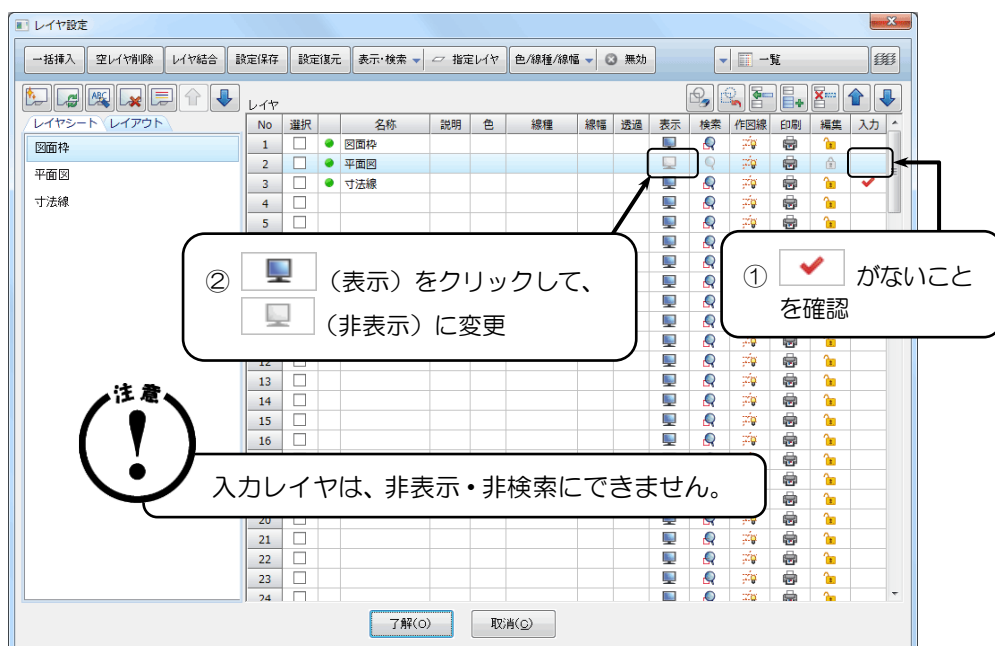 レイヤ設定
一括挿入 空レイヤ削除 レイヤ結合 設定保存 設定復元 表示・検索 指定レイヤ 色/線種/線幅 無効 一覧
レイヤ
レイヤシート レイアウト
図面枠
平面図
寸法線
No 選択 名称 説明 色 線種 線幅 透過 表示 検索 作図線 印刷 編集 入力
1 図面枠
2 平面図
3 寸法線
4
5
② (表示)をクリックして、
(非表示)に変更
① がないこと
を確認
12
13
14
15
16
注意
!
入力レイヤは、非表示・非検索にできません。
20
21
22
23
24
了解(O) 取消(C)